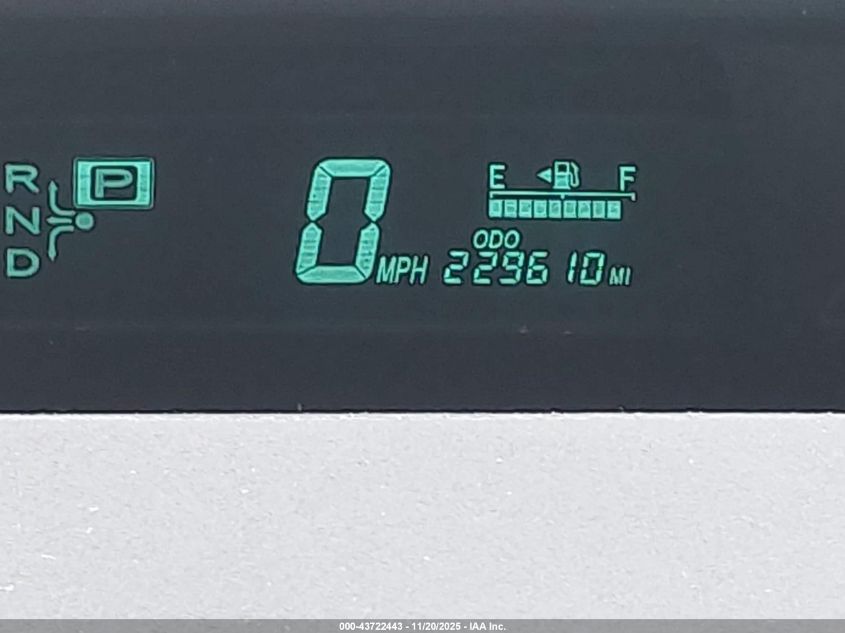 R P
N
D
0 MPH
E F
ODO
229610 MI
000-43722443 - 11/20/2025 - IAA Inc.